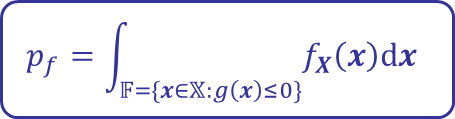 p_f = ∫_{𝔽={𝒙∈𝕏:g(𝒙)≤0}} f_𝑿(𝒙)d𝒙